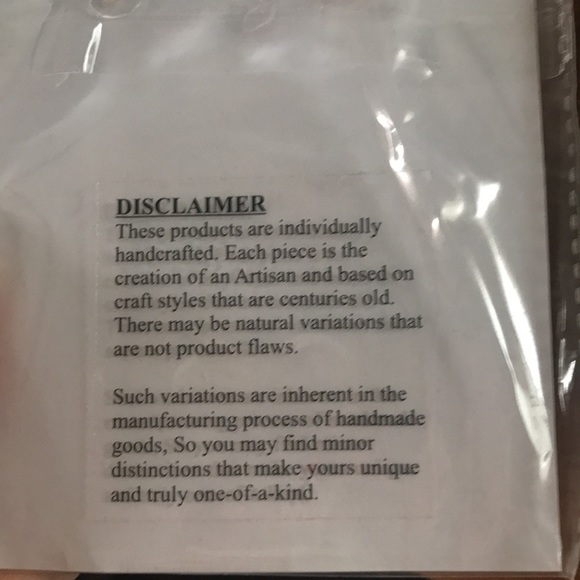 DISCLAIMER
These products are individually
handcrafted. Each piece is the
creation of an Artisan and based on
craft styles that are centuries old.
There may be natural variations that
are not product flaws.
Such variations are inherent in the
manufacturing process of handmade
goods, So you may find minor
distinctions that make yours unique
and truly one-of-a-kind.